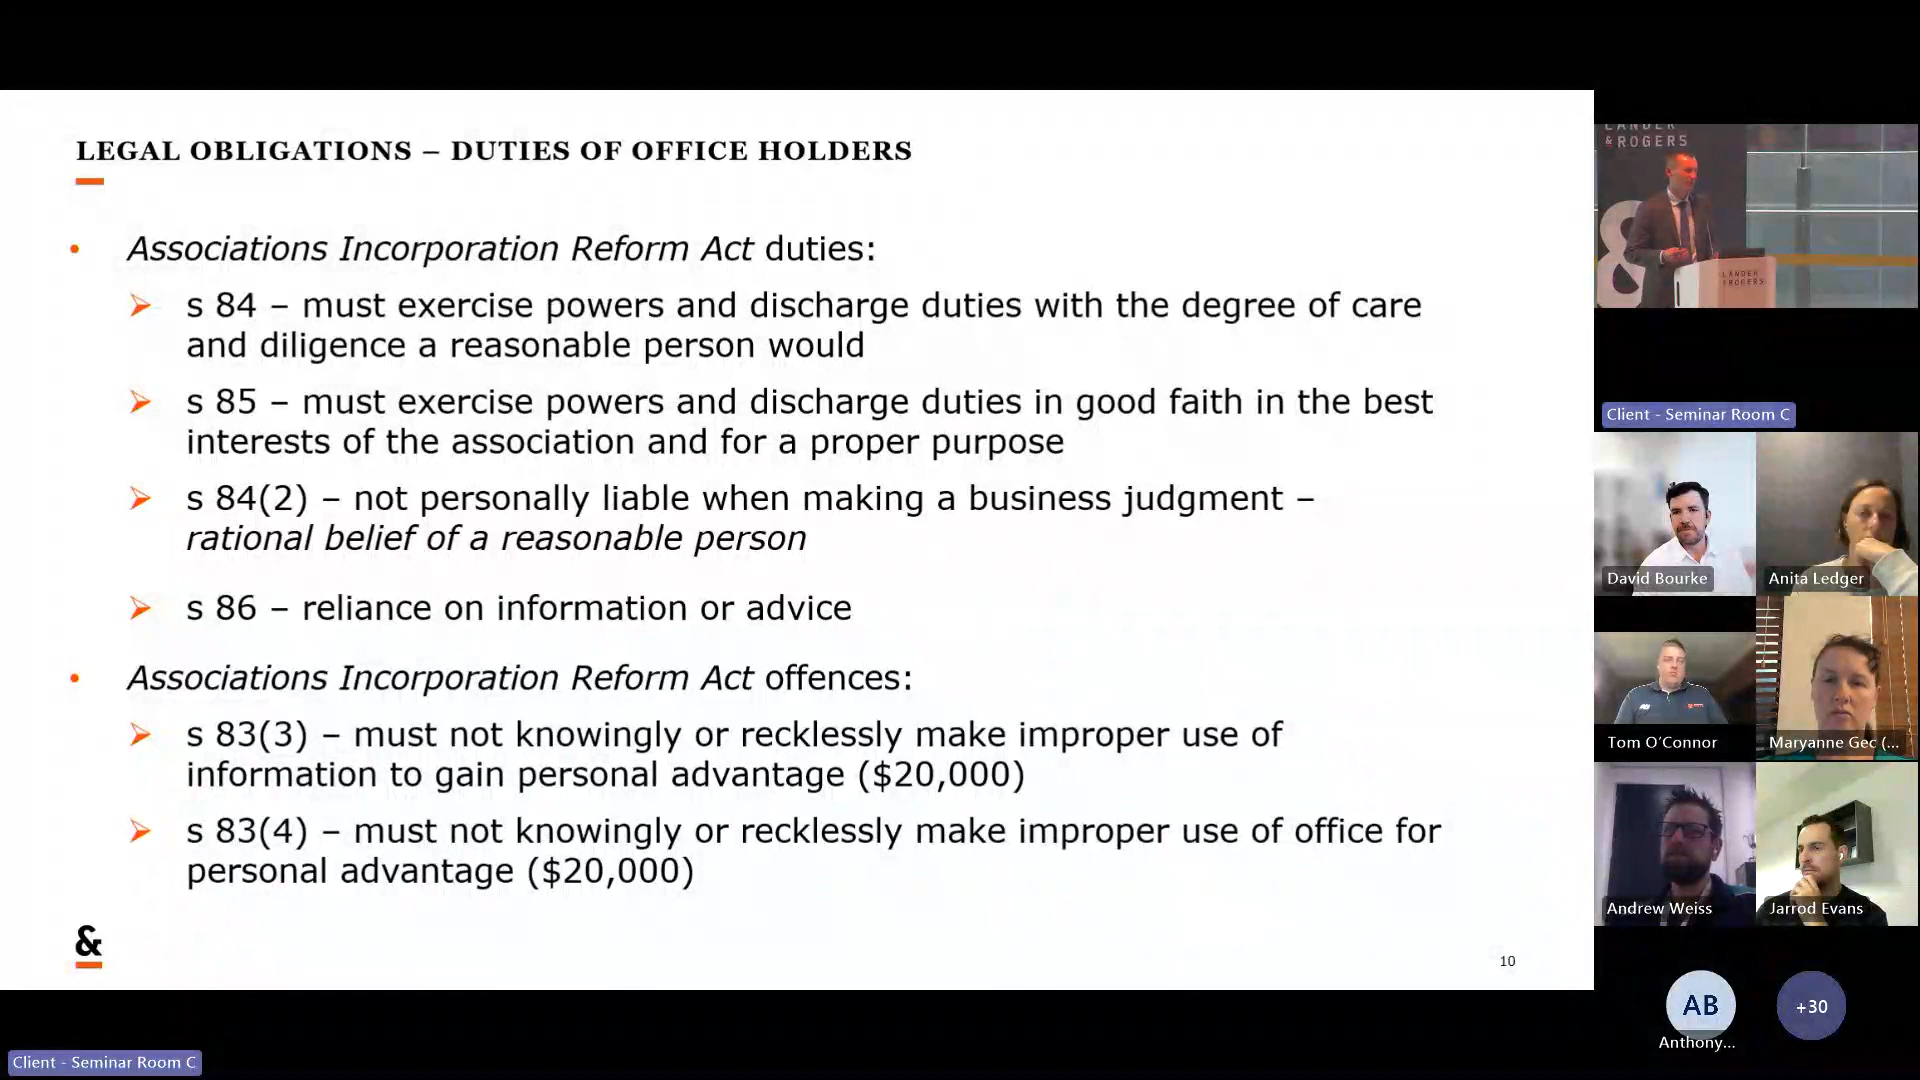 LEGAL OBLIGATIONS – DUTIES OF OFFICE HOLDERS
• Associations Incorporation Reform Act duties:
➢ s 84 – must exercise powers and discharge duties with the degree of care
and diligence a reasonable person would
➢ s 85 – must exercise powers and discharge duties in good faith in the best
interests of the association and for a proper purpose
➢ s 84(2) – not personally liable when making a business judgment –
rational belief of a reasonable person
➢ s 86 – reliance on information or advice
• Associations Incorporation Reform Act offences:
➢ s 83(3) – must not knowingly or recklessly make improper use of
information to gain personal advantage ($20,000)
➢ s 83(4) – must not knowingly or recklessly make improper use of office for
personal advantage ($20,000)
&
10
Client - Seminar Room C
LANDER
& ROGERS
&
LANDER
& ROGERS
Client - Seminar Room C
David Bourke
Anita Ledger
Tom O'Connor
Maryanne Gec (...
Andrew Weiss
Jarrod Evans
AB
Anthony...
+30